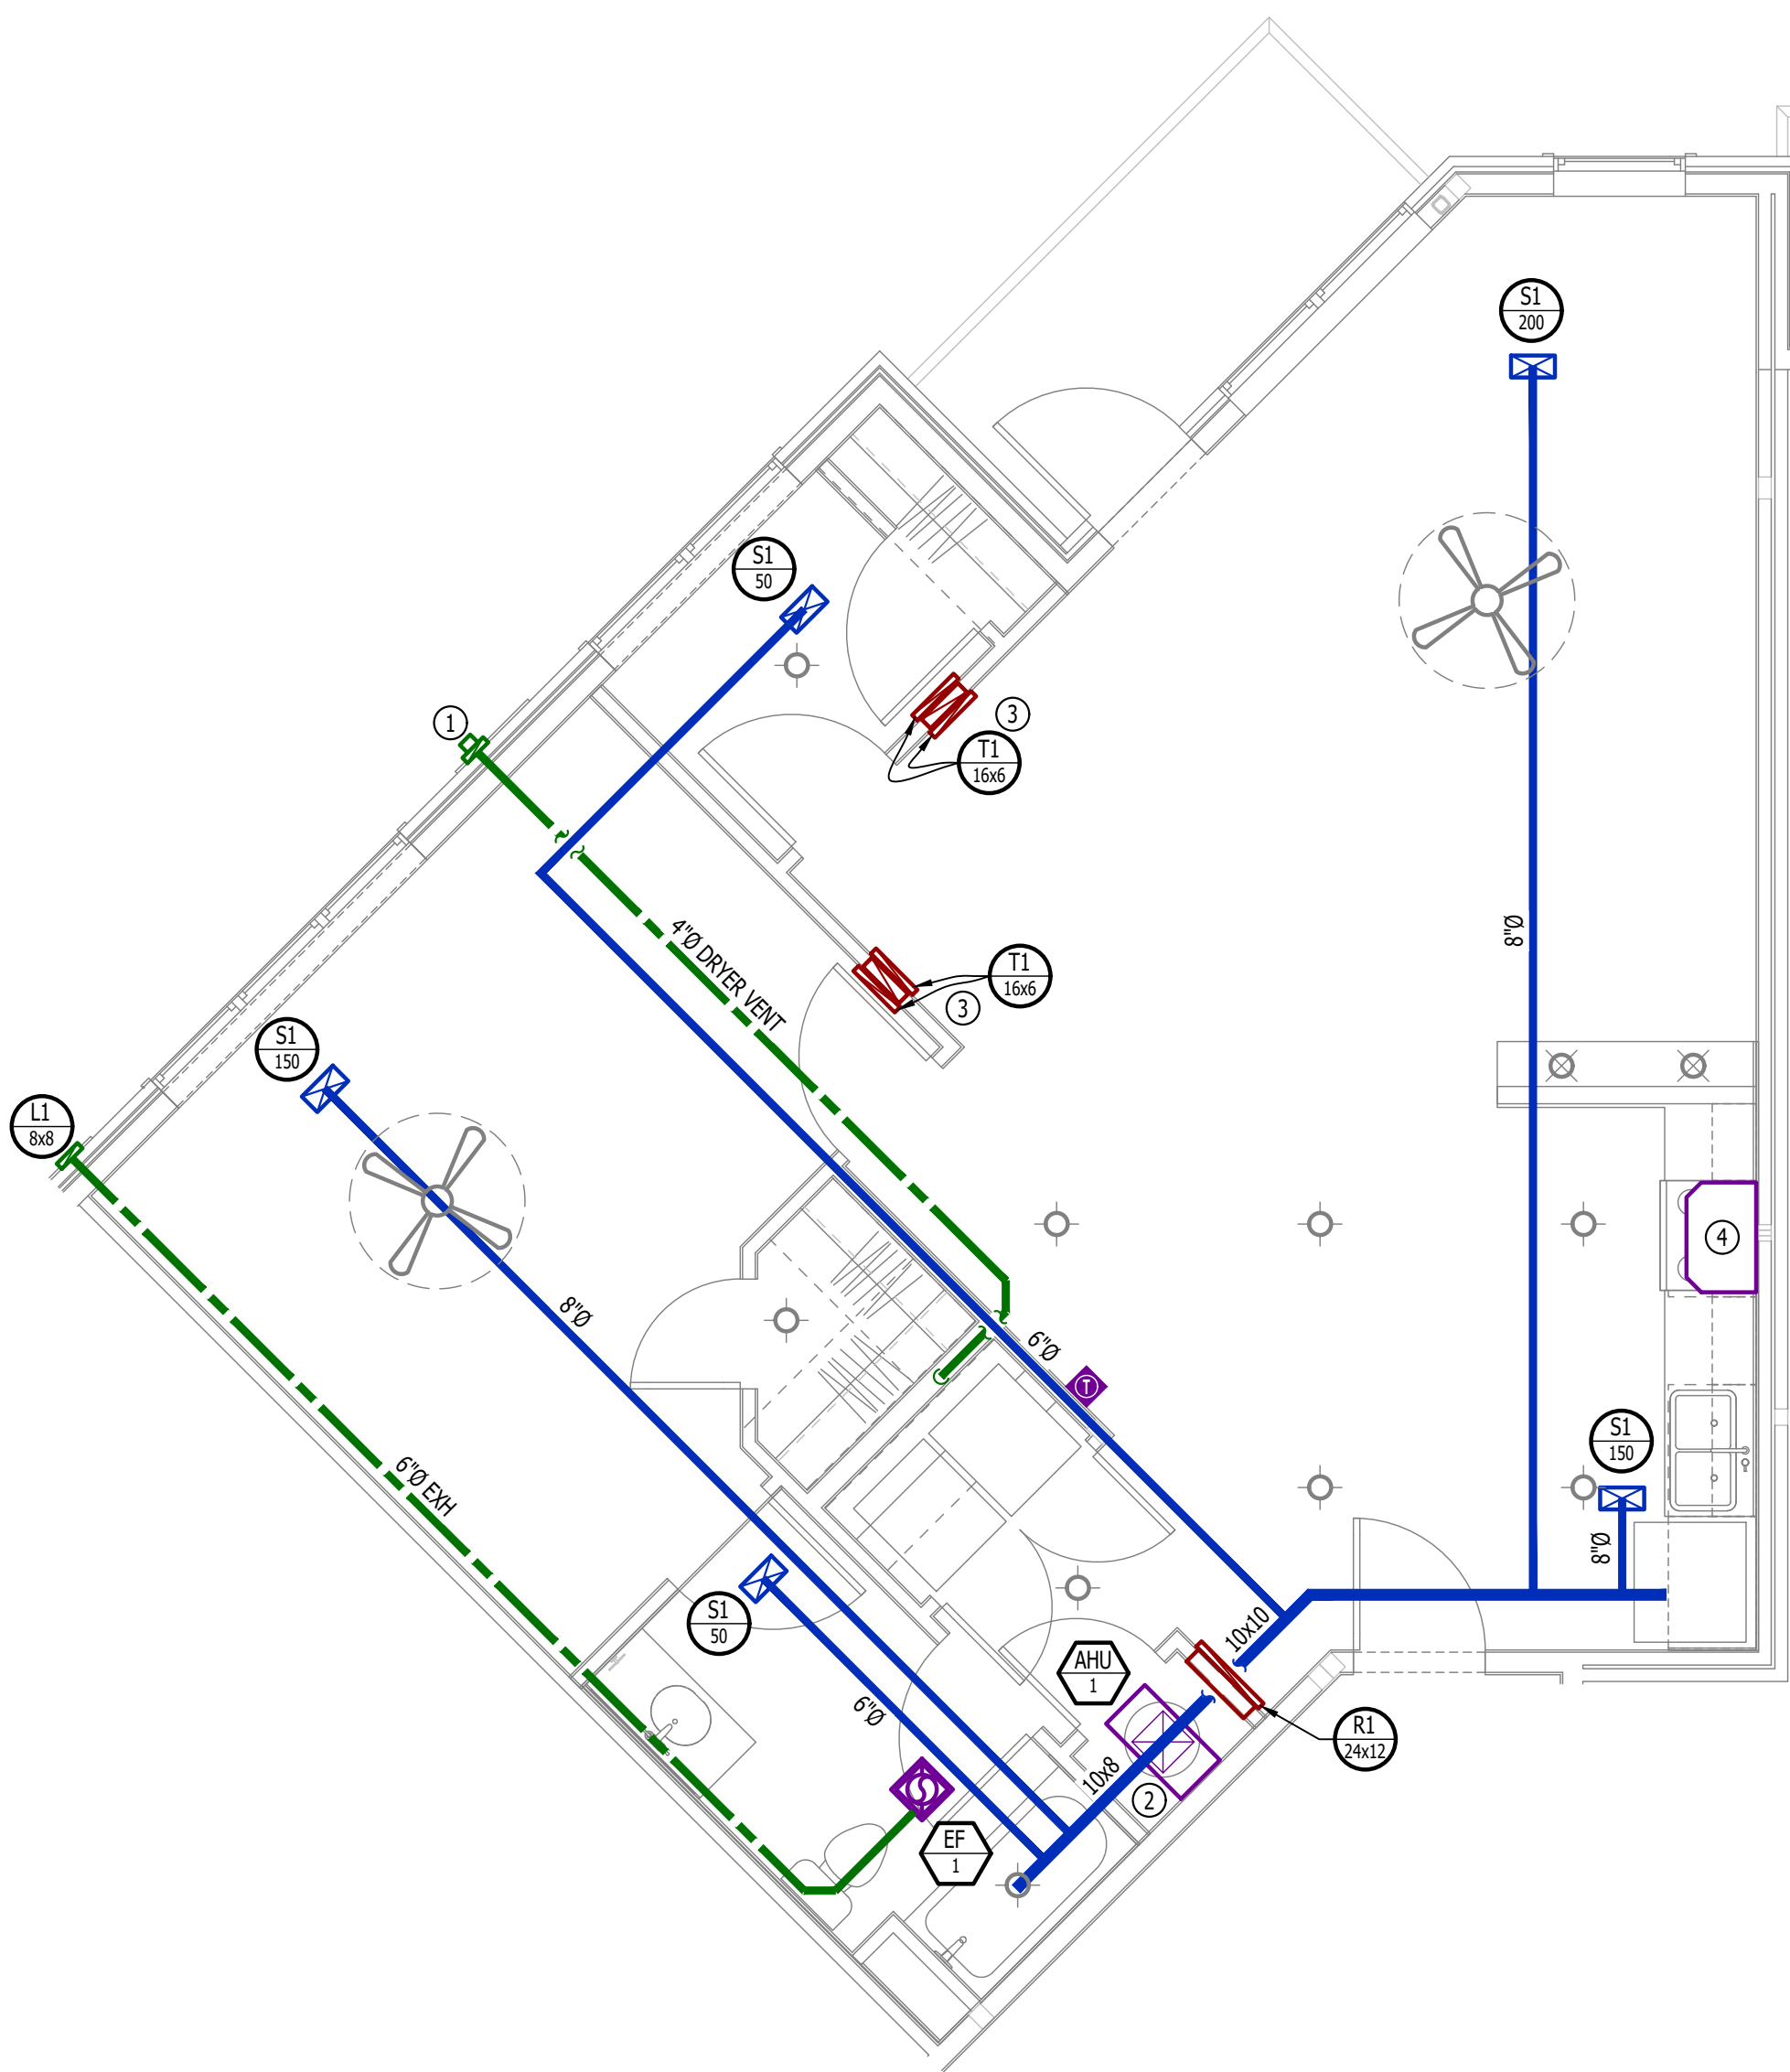 S1
200
S1
50
1
3
T1
16x6
4"Ø DRYER VENT
T1
16x6
3
S1
150
L1
8x8
8"Ø
4
8"Ø
6"Ø
T
S1
150
6"Ø EXH
8"Ø
S1
50
10x10
AHU
1
6"Ø
R1
24x12
10x8
2
EF
1